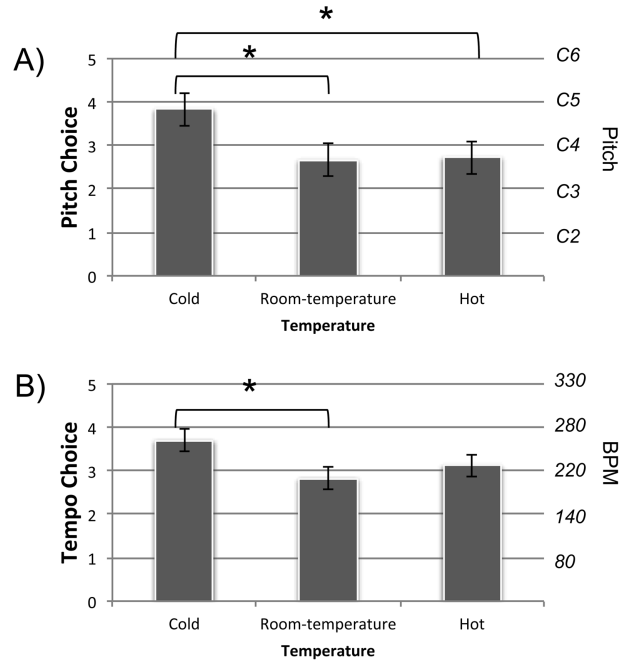 *
A)
*
5
4
3
2
1
0
Pitch Choice
C6
C5
C4
C3
C2
Pitch
Cold Room-temperature Hot
Temperature
B)
*
5
4
3
2
1
0
Tempo Choice
330
280
220
140
80
BPM
Cold Room-temperature Hot
Temperature